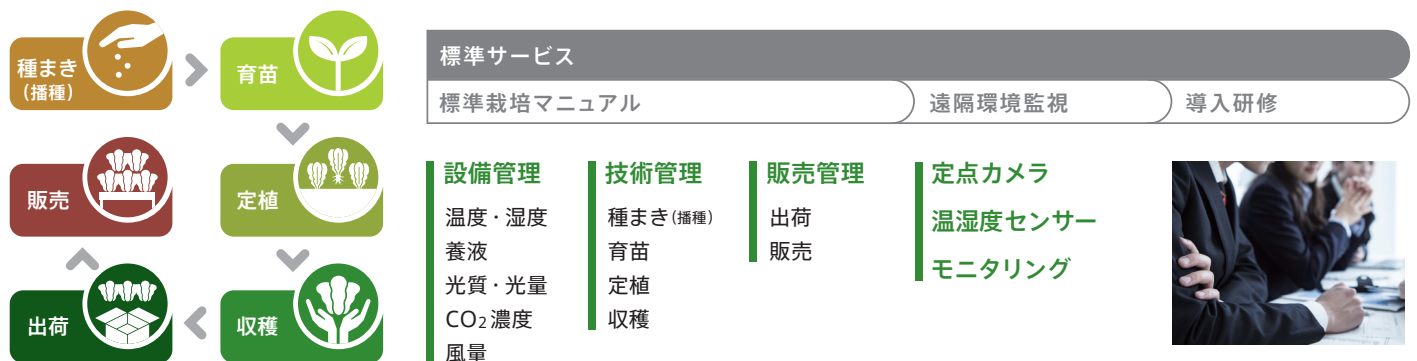 種まき
(播種)
育苗
定植
収穫
出荷
販売
標準サービス
標準栽培マニュアル
遠隔環境監視
導入研修
設備管理
温度・湿度
養液
光質・光量
CO2濃度
風量
技術管理
種まき(播種)
育苗
定植
収穫
販売管理
出荷
販売
定点カメラ
温湿度センサー
モニタリング